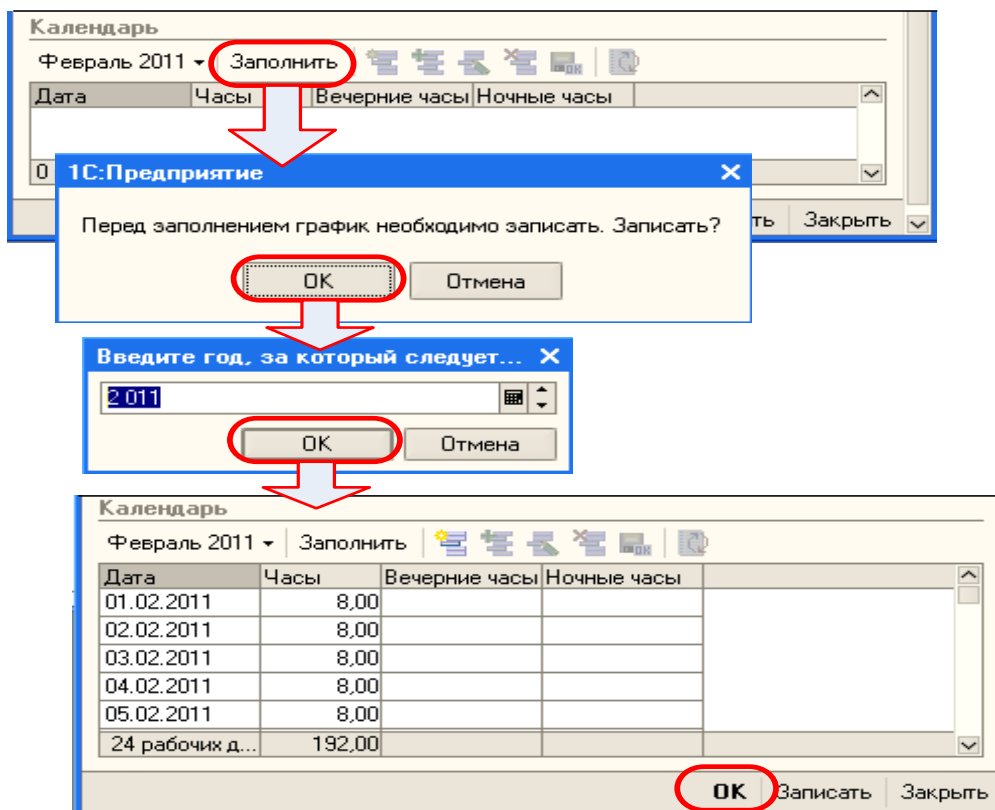 Календарь
Февраль 2011 Заполнить
Дата Часы Вечерние часы Ночные часы
0
1С:Предприятие
Перед заполнением график необходимо записать. Записать?
ть Закрыть
OK Отмена
Введите год, за который следует...
2 011
OK Отмена
Календарь
Февраль 2011 Заполнить
Дата Часы Вечерние часы Ночные часы
01.02.2011 8,00
02.02.2011 8,00
03.02.2011 8,00
04.02.2011 8,00
05.02.2011 8,00
24 рабочих д... 192,00
OK Записать Закрыть